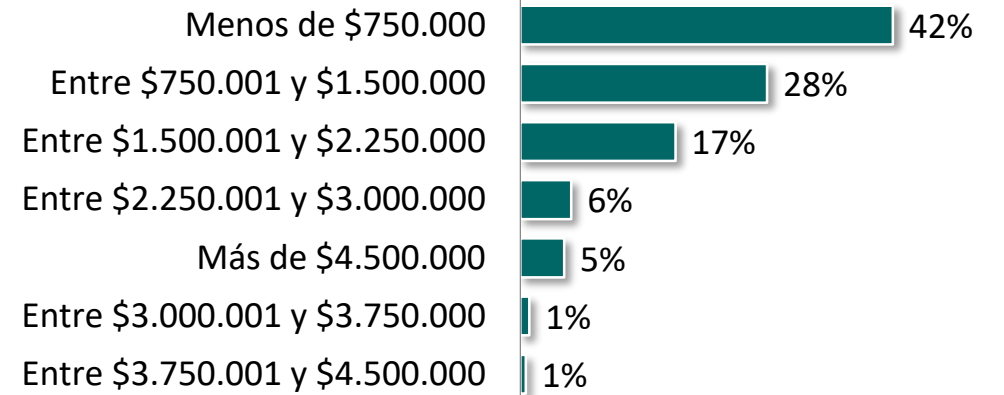 Menos de $750.000 42%
Entre $750.001 y $1.500.000 28%
Entre $1.500.001 y $2.250.000 17%
Entre $2.250.001 y $3.000.000 6%
Más de $4.500.000 5%
Entre $3.000.001 y $3.750.000 1%
Entre $3.750.001 y $4.500.000 1%